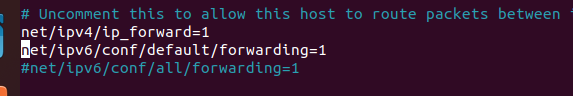 # Uncomment this to allow this host to route packets between
net/ipv4/ip_forward=1
net/ipv6/conf/default/forwarding=1
#net/ipv6/conf/all/forwarding=1